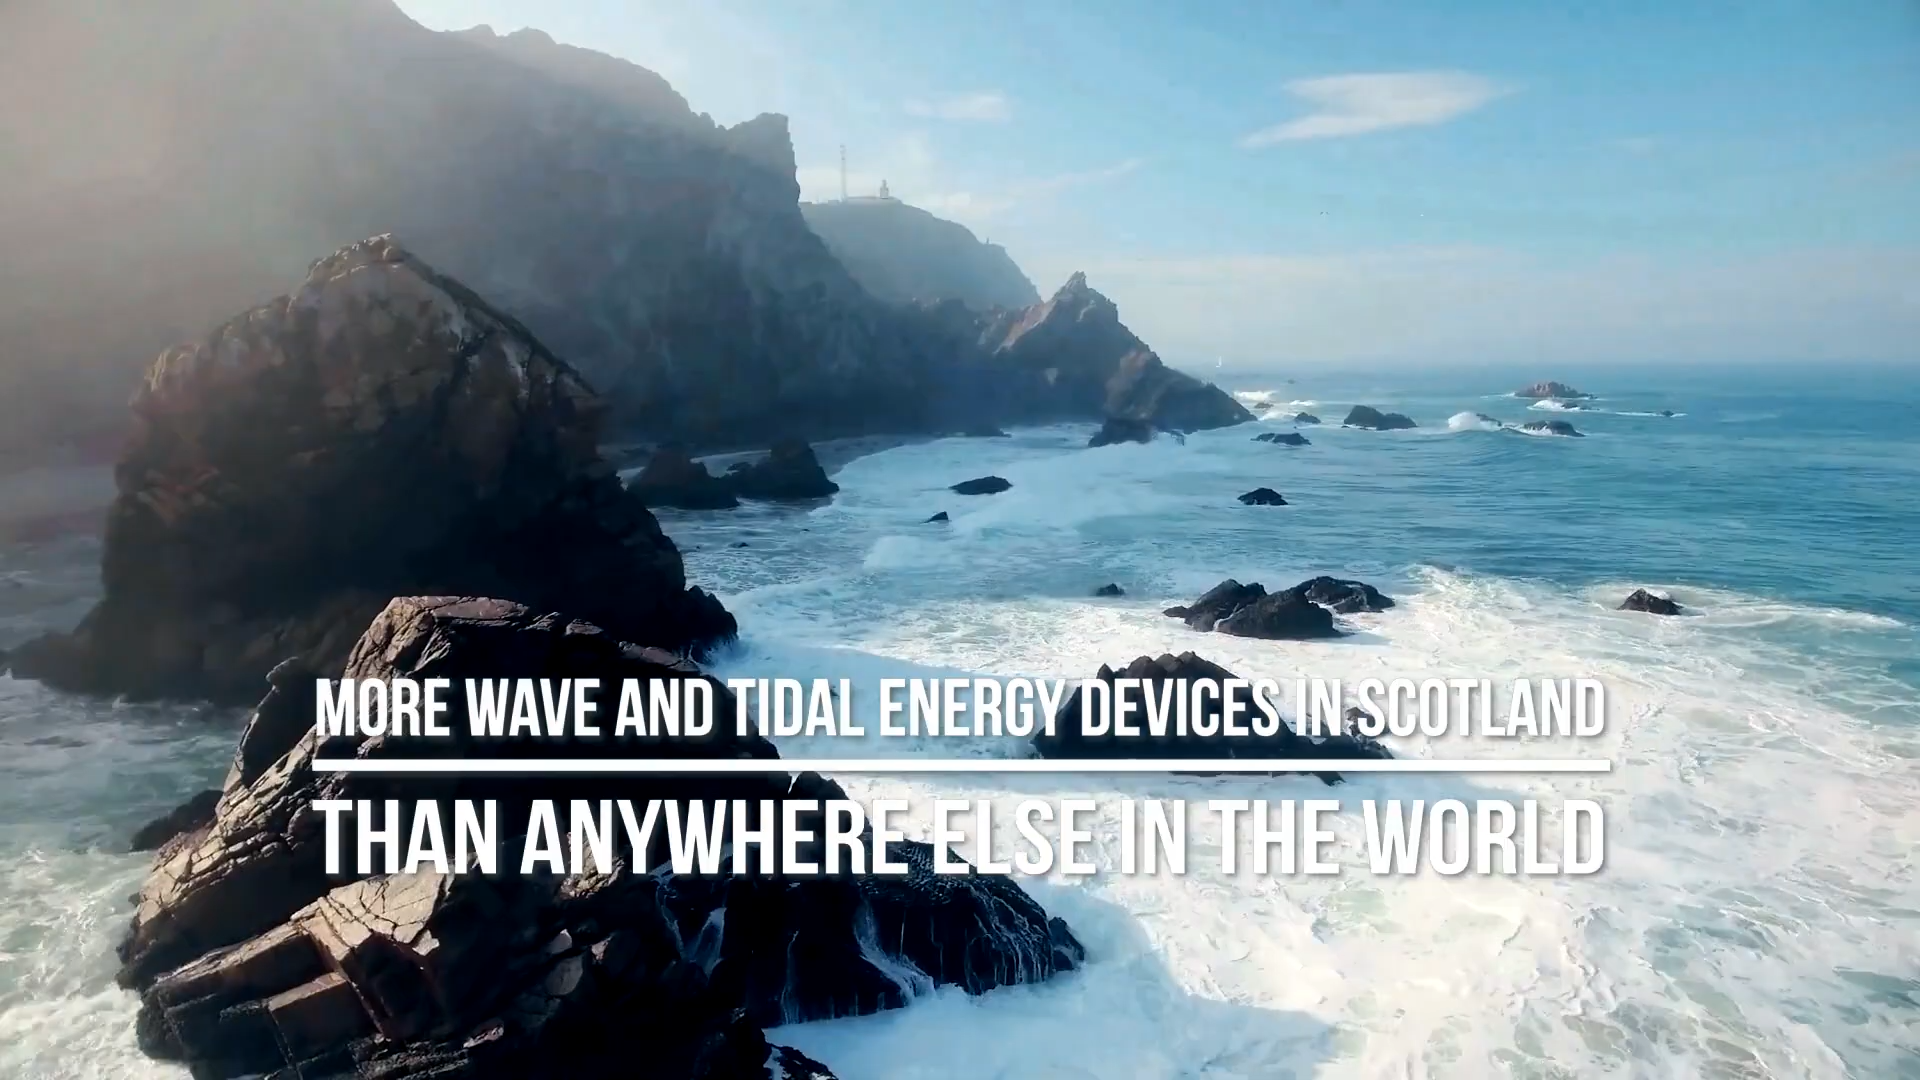 MORE WAVE AND TIDAL ENERGY DEVICES IN SCOTLAND
THAN ANYWHERE ELSE IN THE WORLD